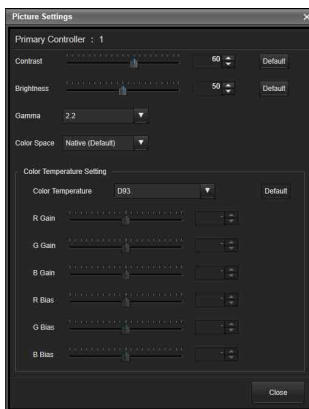 Picture Settings ×
Primary Controller : 1
Contrast 60 Default
Brightness 50 Default
Gamma 2.2
Color Space Native (Default)
Color Temperature Setting
Color Temperature D93 Default
R Gain -
G Gain -
B Gain -
R Bias -
G Bias -
B Bias -
Close